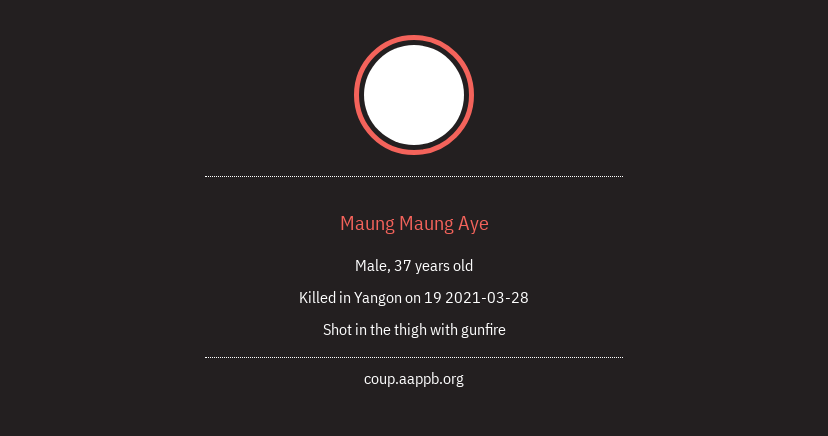 Maung Maung Aye
Male, 37 years old
Killed in Yangon on 19 2021-03-28
Shot in the thigh with gunfire
coup.aappb.org